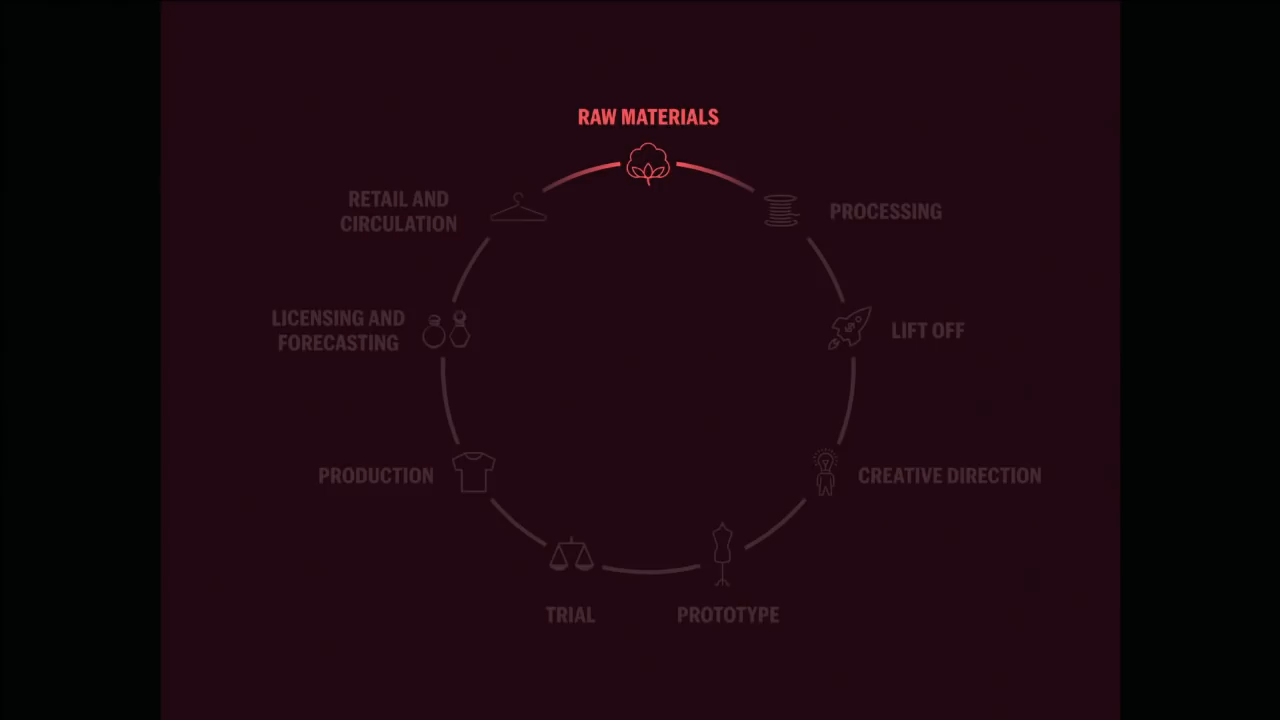 RAW MATERIALS
RETAIL AND
CIRCULATION
PROCESSING
LICENSING AND
FORECASTING
LIFT OFF
PRODUCTION
CREATIVE DIRECTION
TRIAL
PROTOTYPE